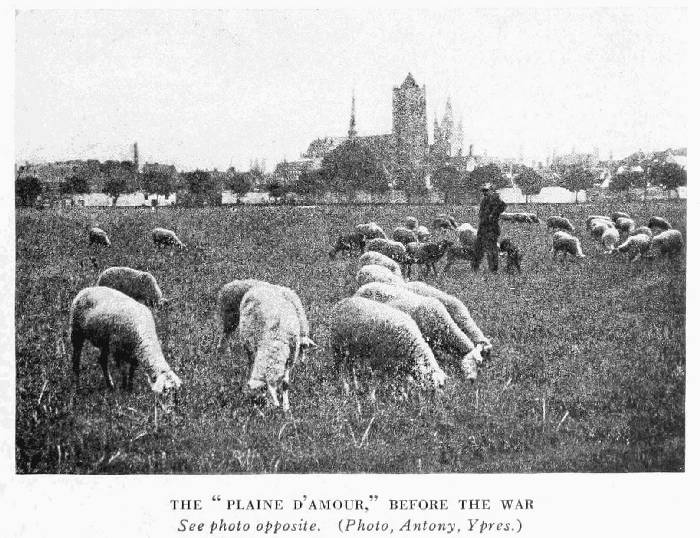 THE “ PLAINE D'AMOUR,” BEFORE THE WAR
See photo opposite. (Photo, Antony, Ypres.)